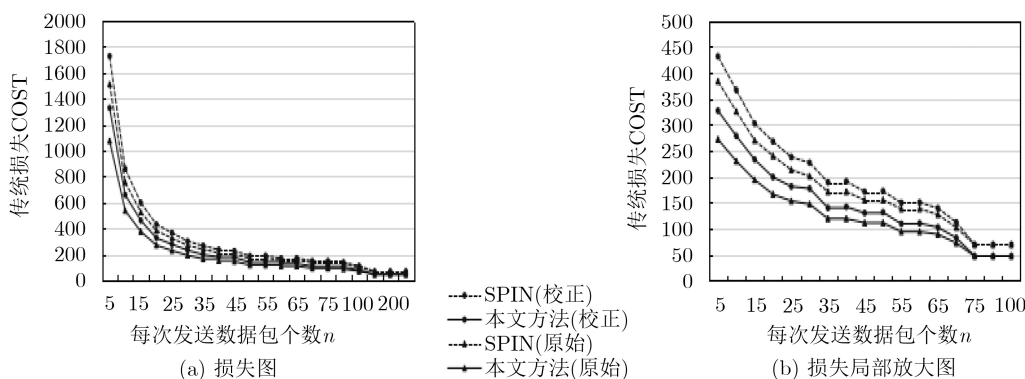 2000
1800
1600
1400
1200
1000
800
600
400
200
0
传统损失COST
5 15 25 35 45 55 65 75 100 200
每次发送数据包个数n
(a) 损失图
SPIN(校正)
本文方法(校正)
SPIN(原始)
本文方法(原始)
500
450
400
350
300
250
200
150
100
50
0
传统损失COST
5 15 25 35 45 55 65 75 100
每次发送数据包个数n
(b) 损失局部放大图